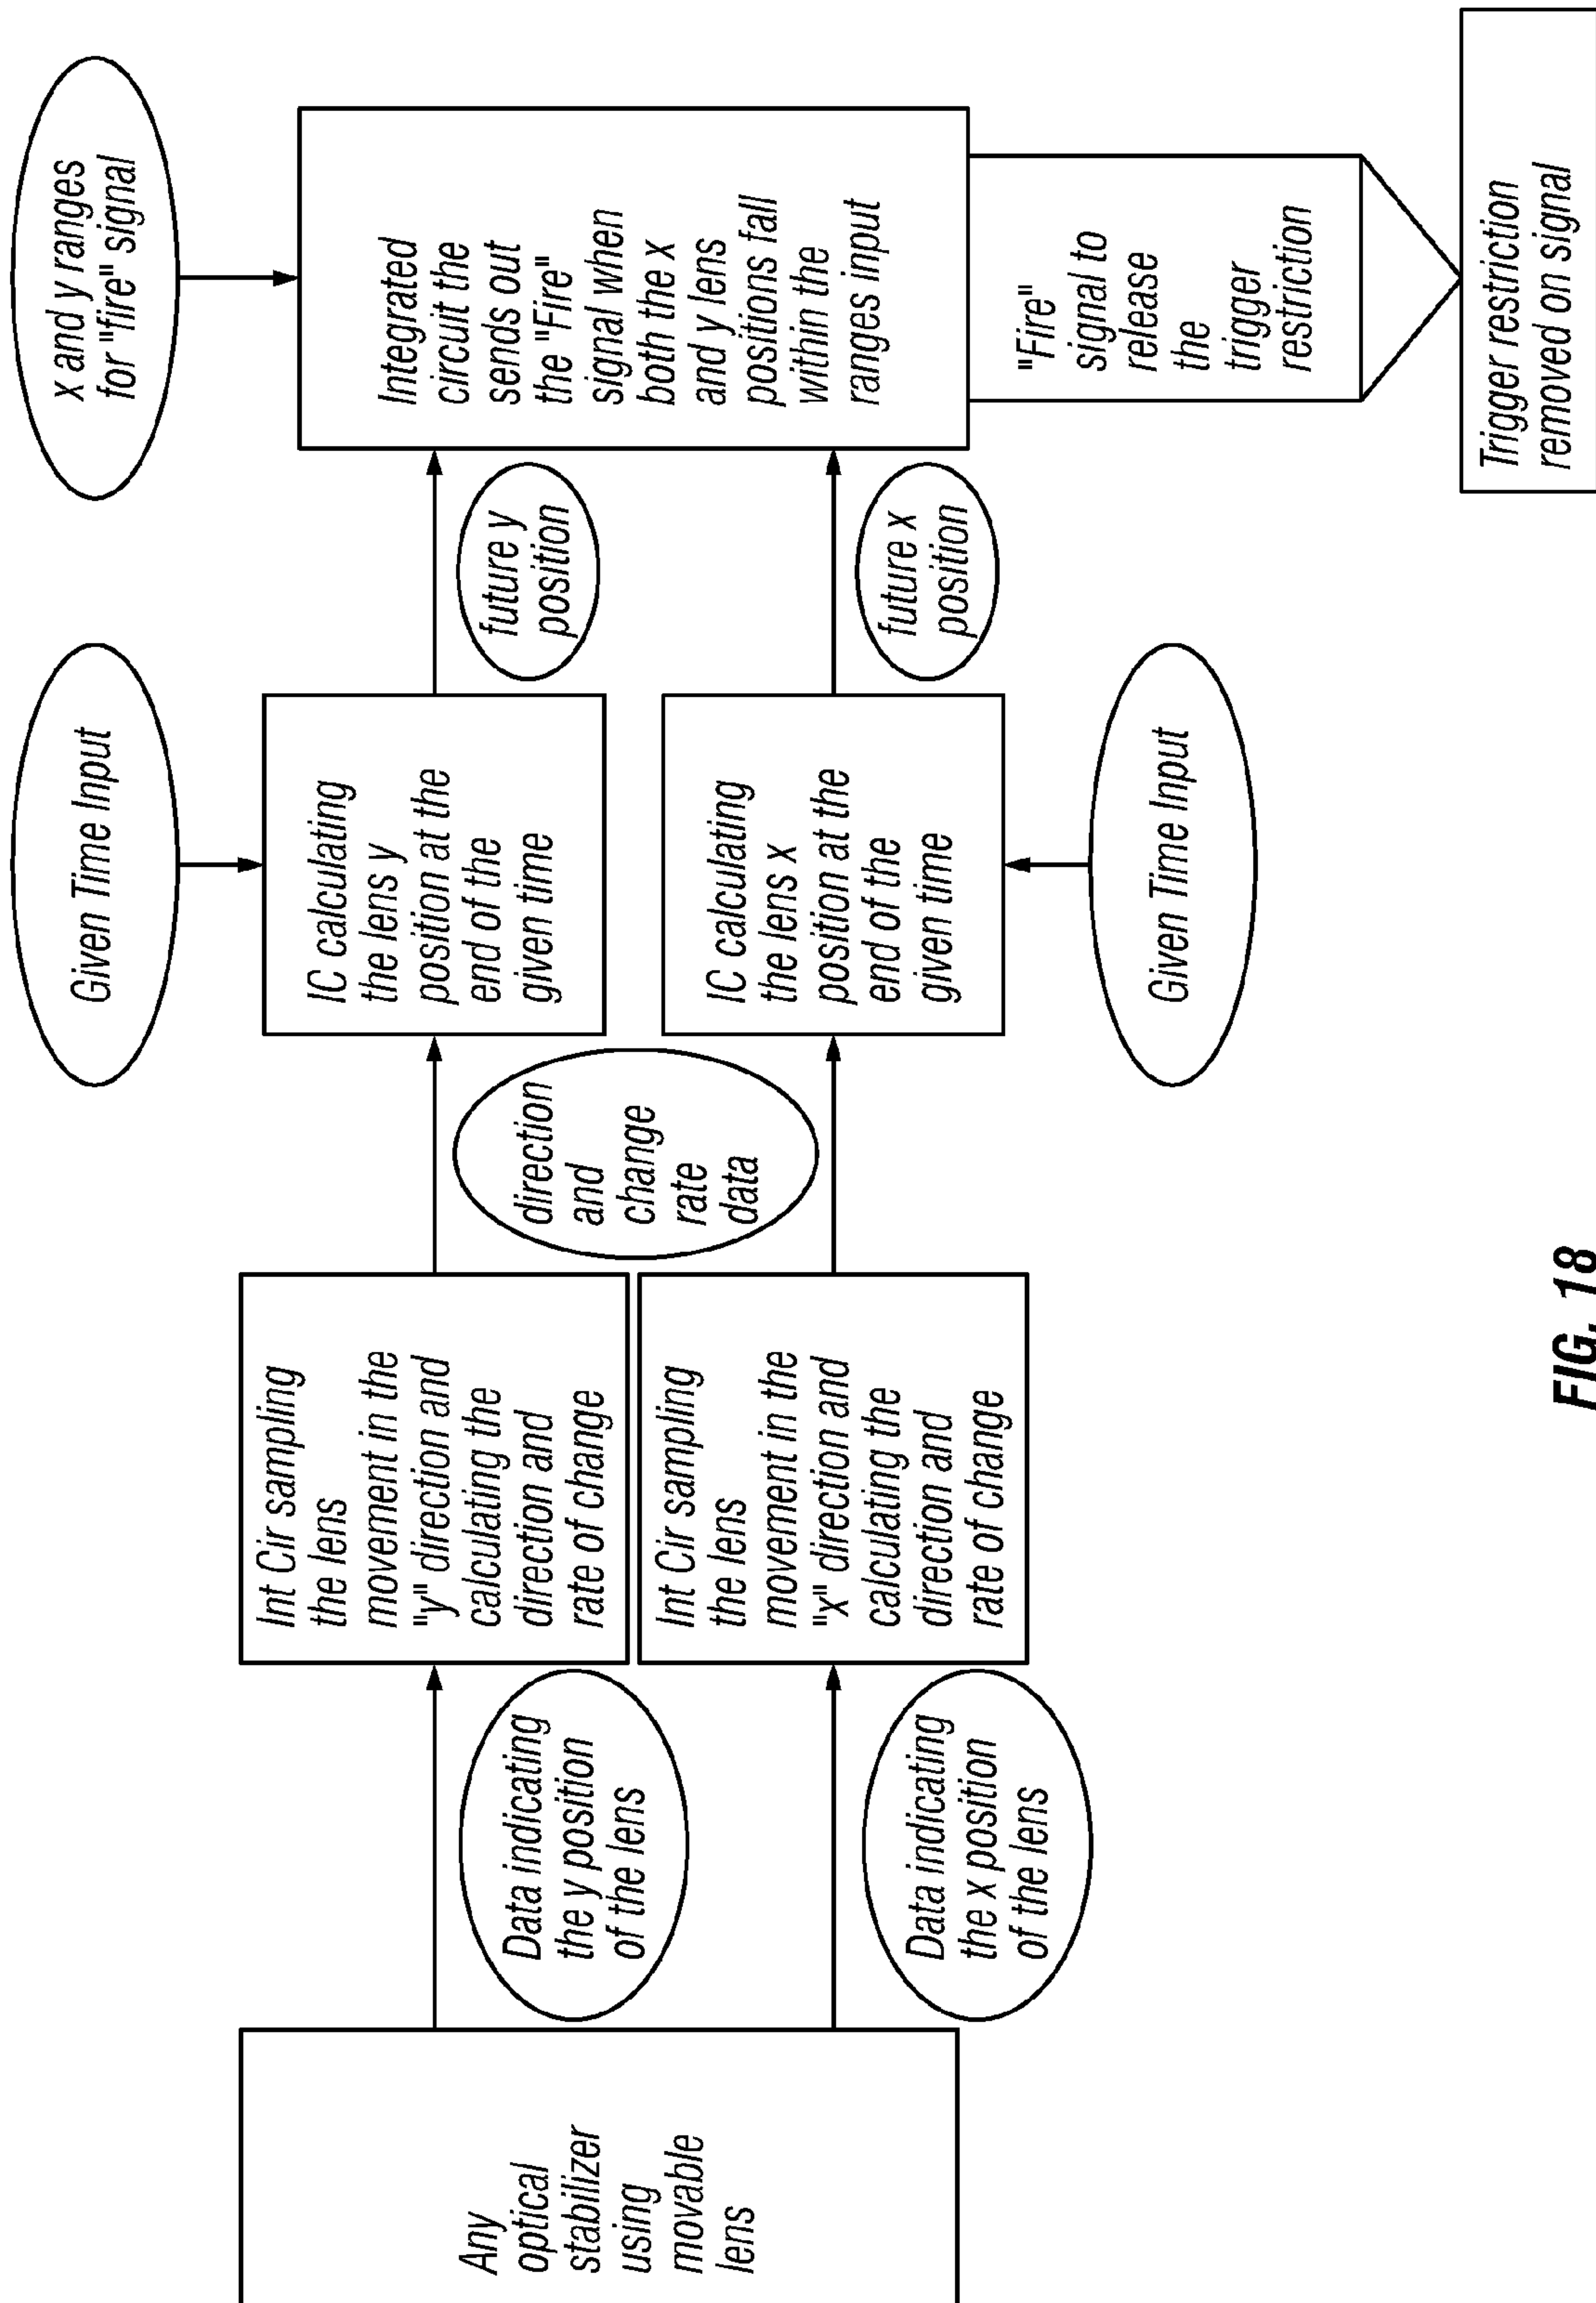 Any
optical
stabilizer
using
movable
lens
Data indicating
the y position
of the lens
Data indicating
the x position
of the lens
Int Cir sampling
the lens
movement in the
"y" direction and
calculating the
direction and
rate of change
Int Cir sampling
the lens
movement in the
"x" direction and
calculating the
direction and
rate of change
direction
and
change
rate
data
Given Time Input
IC calculating
the lens y
position at the
end of the
given time
IC calculating
the lens x
position at the
end of the
given time
Given Time Input
future y
position
future x
position
x and y ranges
for "fire" signal
Integrated
circuit the
sends out
the "Fire"
signal when
both the x
and y lens
positions fall
within the
ranges input
"Fire"
signal to
release
the
trigger
restriction
Trigger restriction
removed on signal
FIG. 18